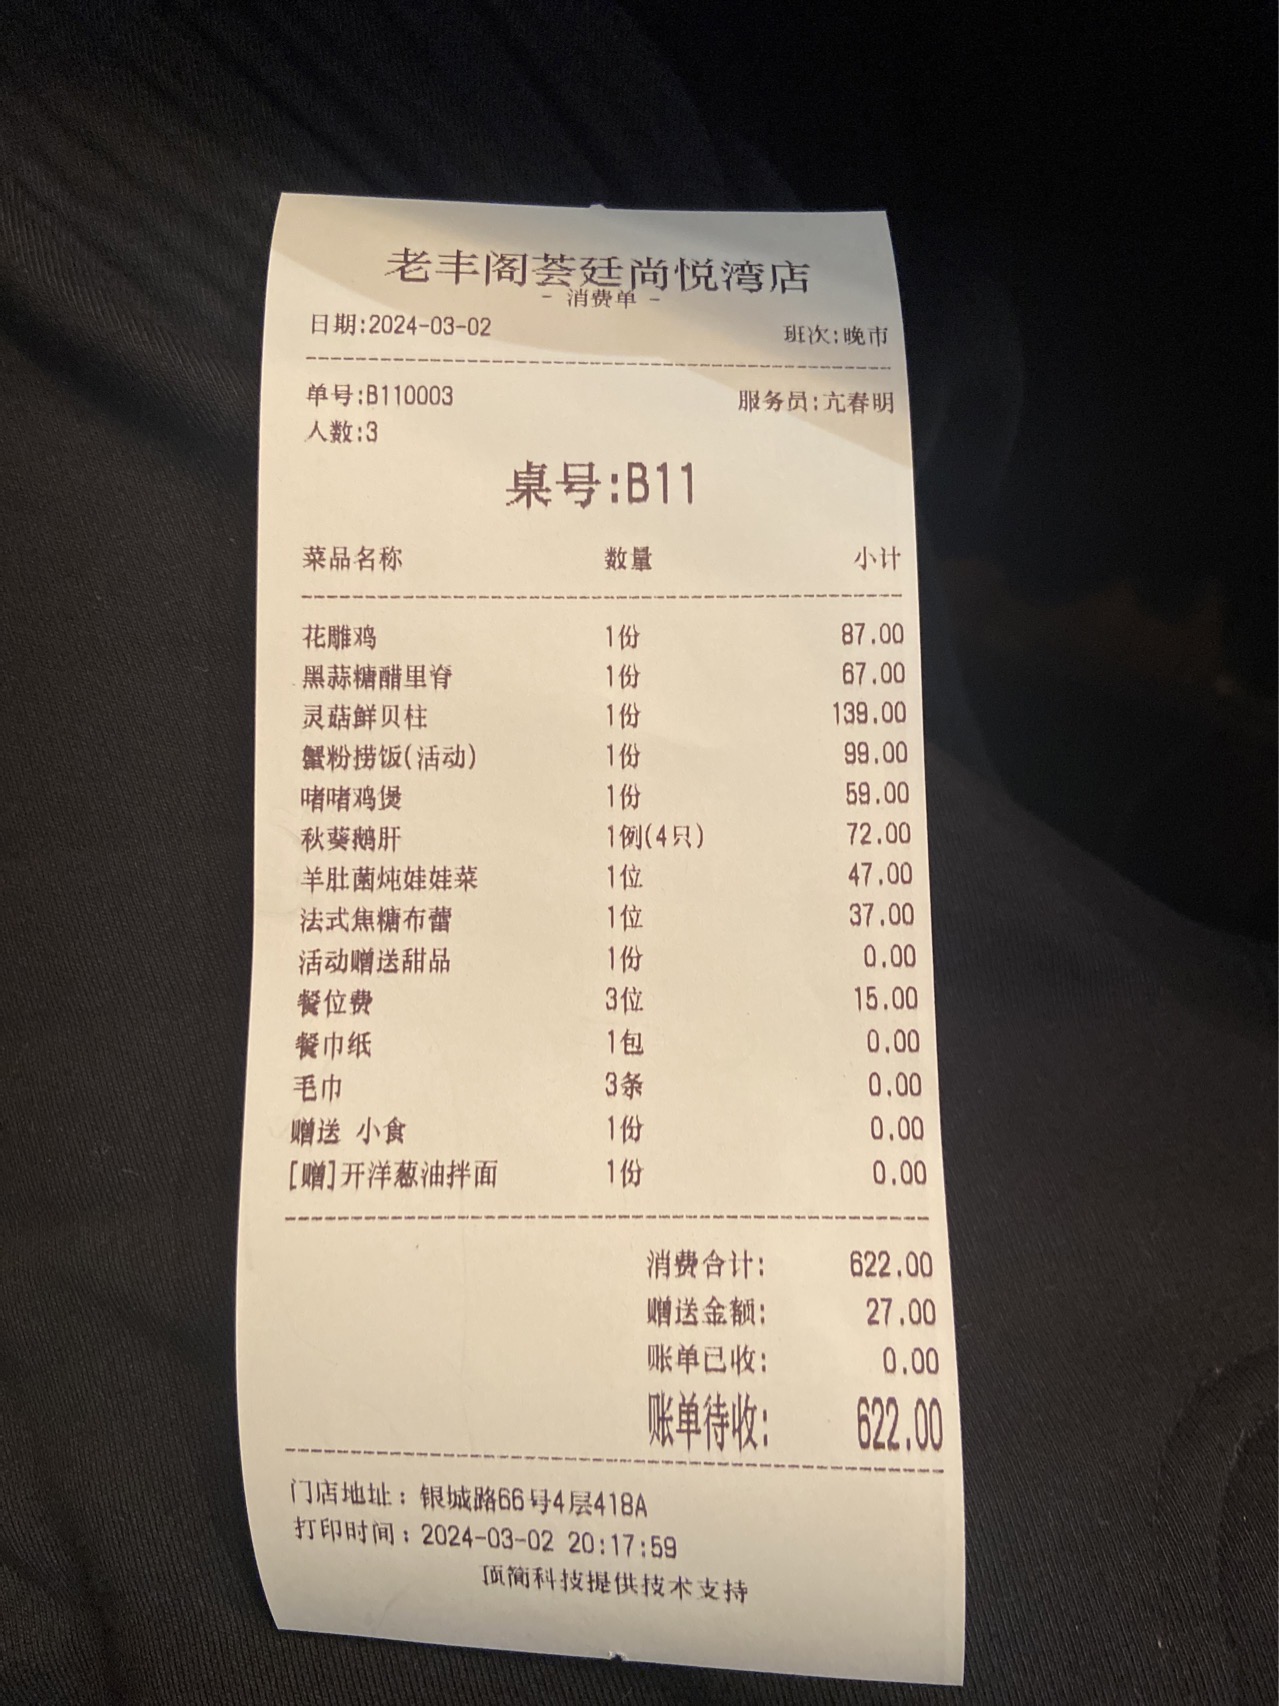 老丰阁荟廷尚悦湾店
- 消费单 -
日期:2024-03-02 班次:晚市
单号:B110003 服务员:亢春明
人数:3
桌号:B11
菜品名称 数量 小计
花雕鸡 1份 87.00
黑蒜糖醋里脊 1份 67.00
灵菇鲜贝柱 1份 139.00
蟹粉捞饭(活动) 1份 99.00
啫啫鸡煲 1份 59.00
秋葵鹅肝 1例(4只) 72.00
羊肚菌炖娃娃菜 1位 47.00
法式焦糖布蕾 1位 37.00
活动赠送甜品 1份 0.00
餐位费 3位 15.00
餐巾纸 1包 0.00
毛巾 3条 0.00
赠送 小食 1份 0.00
[赠]开洋葱油拌面 1份 0.00
消费合计: 622.00
赠送金额: 27.00
账单已收: 0.00
账单待收: 622.00
门店地址：银城路66号4层418A
打印时间：2024-03-02 20:17:59
顶简科技提供技术支持